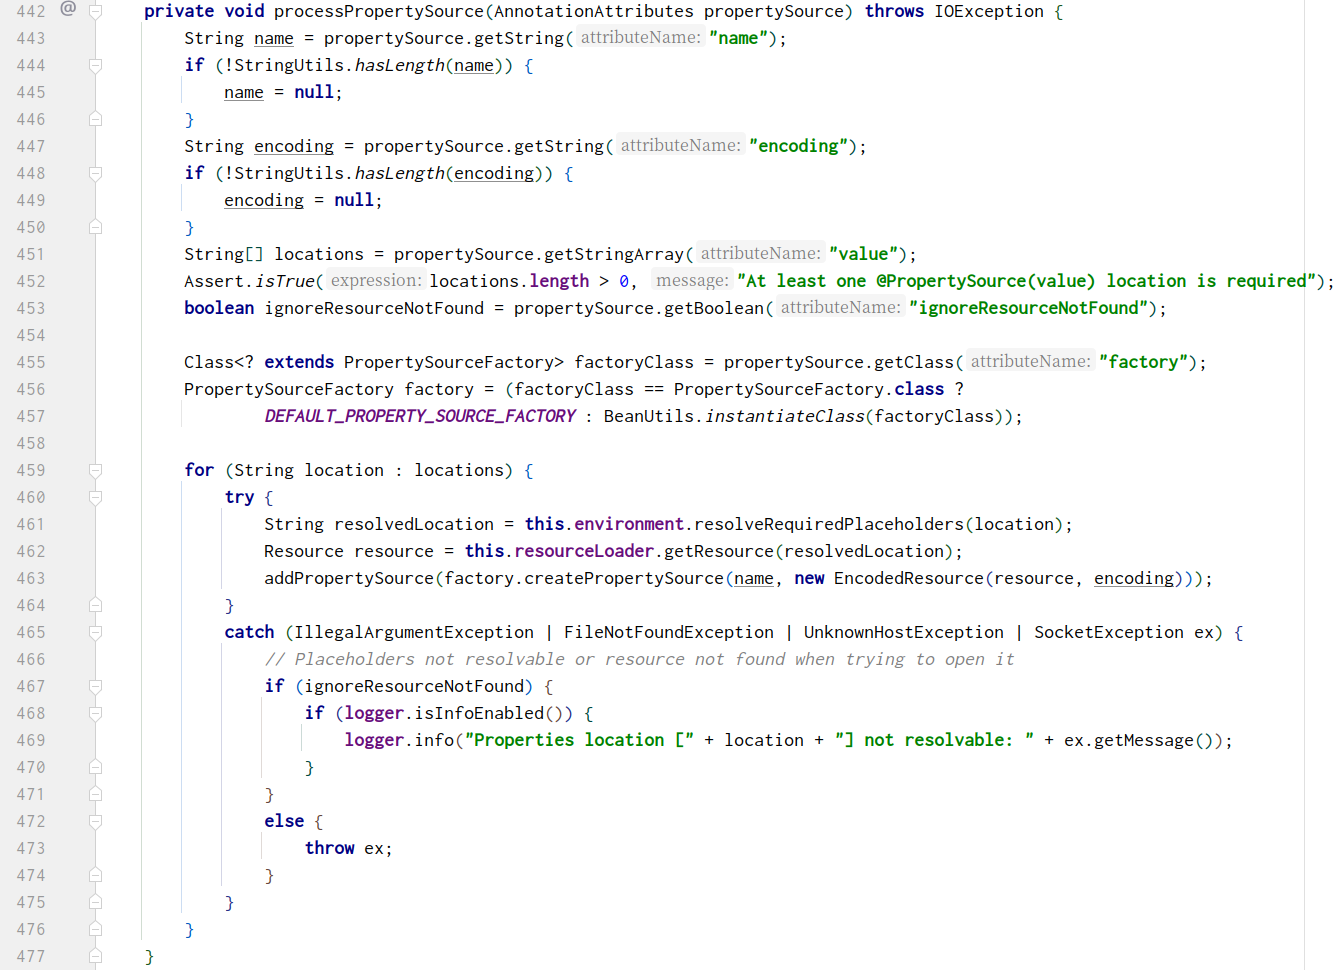 442 @ private void processPropertySource(AnnotationAttributes propertySource) throws IOException {
443 String name = propertySource.getString( attributeName: "name");
444 if (!StringUtils.hasLength(name)) {
445 name = null;
446 }
447 String encoding = propertySource.getString( attributeName: "encoding");
448 if (!StringUtils.hasLength(encoding)) {
449 encoding = null;
450 }
451 String[] locations = propertySource.getStringArray( attributeName: "value");
452 Assert.isTrue( expression: locations.length > 0, message: "At least one @PropertySource(value) location is required");
453 boolean ignoreResourceNotFound = propertySource.getBoolean( attributeName: "ignoreResourceNotFound");
454
455 Class<? extends PropertySourceFactory> factoryClass = propertySource.getClass( attributeName: "factory");
456 PropertySourceFactory factory = (factoryClass == PropertySourceFactory.class ?
457 DEFAULT_PROPERTY_SOURCE_FACTORY : BeanUtils.instantiateClass(factoryClass));
458
459 for (String location : locations) {
460 try {
461 String resolvedLocation = this.environment.resolveRequiredPlaceholders(location);
462 Resource resource = this.resourceLoader.getResource(resolvedLocation);
463 addPropertySource(factory.createPropertySource(name, new EncodedResource(resource, encoding)));
464 }
465 catch (IllegalArgumentException | FileNotFoundException | UnknownHostException | SocketException ex) {
466 // Placeholders not resolvable or resource not found when trying to open it
467 if (ignoreResourceNotFound) {
468 if (logger.isInfoEnabled()) {
469 logger.info("Properties location [" + location + "] not resolvable: " + ex.getMessage());
470 }
471 }
472 else {
473 throw ex;
474 }
475 }
476 }
477 }